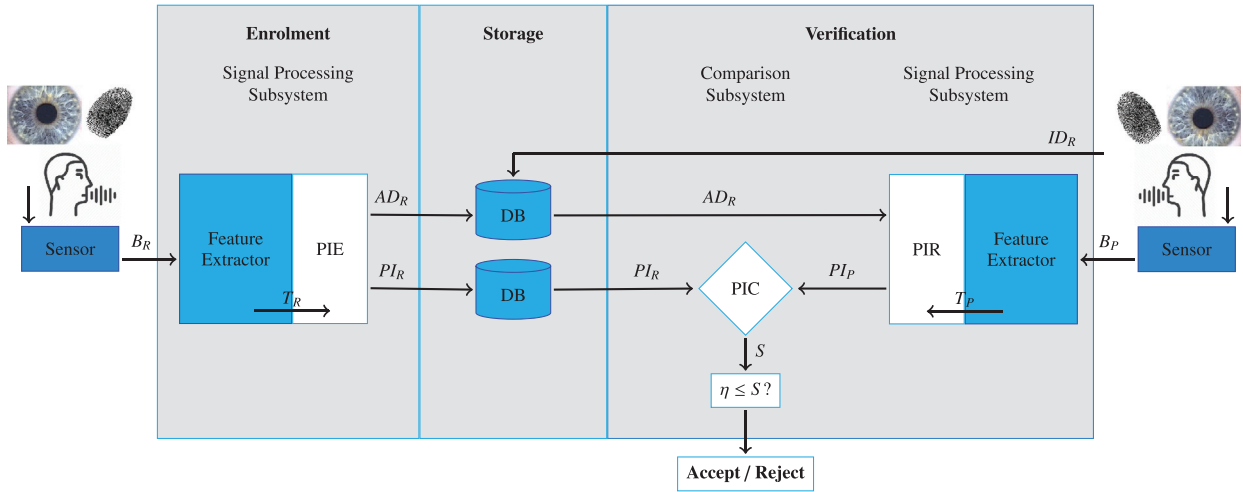 Enrolment
Storage
Verification
Signal Processing
Subsystem
Comparison
Subsystem
Signal Processing
Subsystem
ID_R
Sensor
B_R
Feature
Extractor
PIE
T_R
AD_R
PI_R
DB
DB
AD_R
PI_R
PIC
PI_P
PIR
Feature
Extractor
T_P
B_P
Sensor
S
η ≤ S ?
Accept / Reject